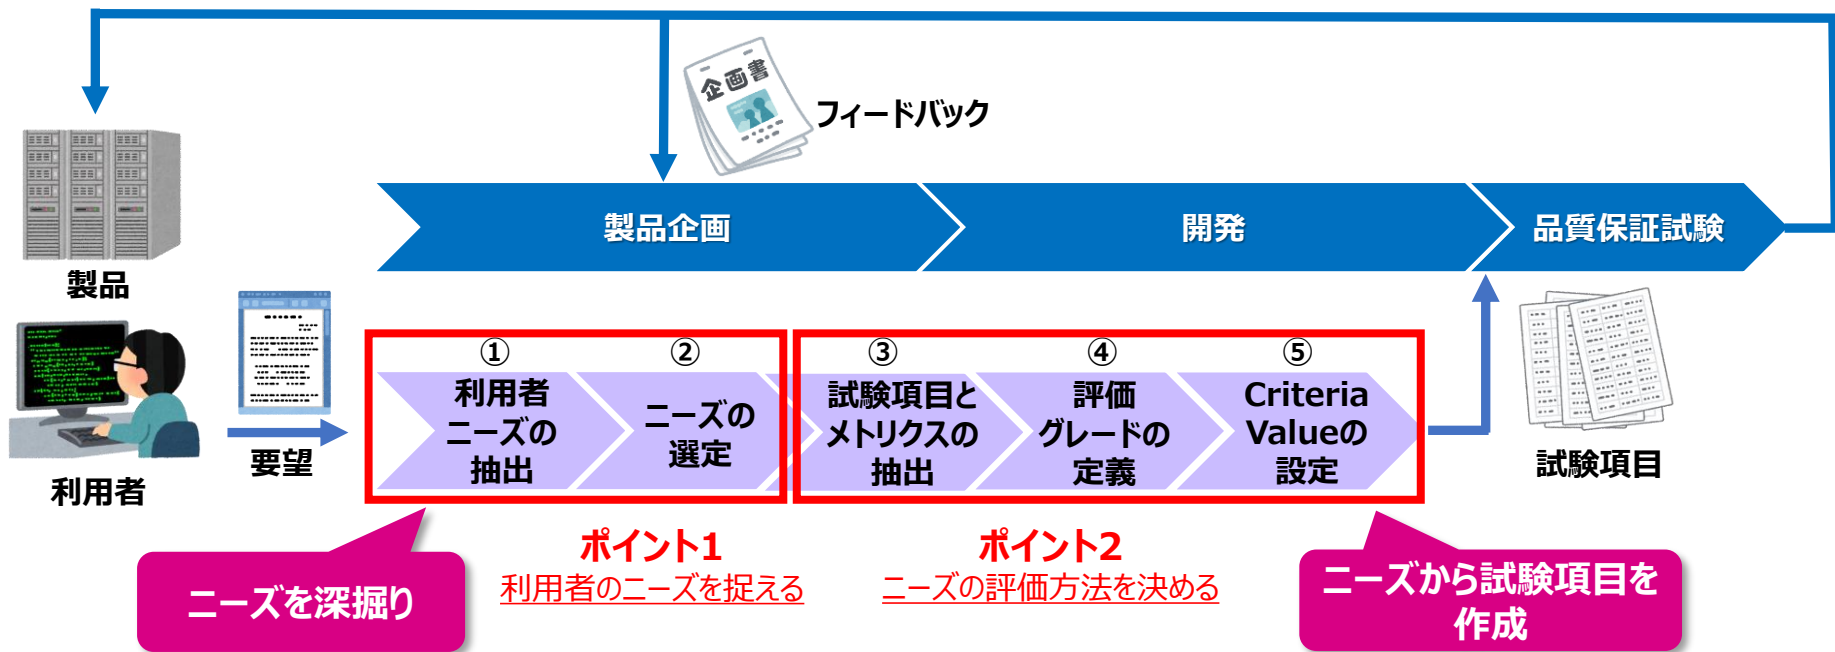 企画書
フィードバック
製品企画
開発
品質保証試験
製品
利用者
要望
①
利用者
ニーズの
抽出
②
ニーズの
選定
③
試験項目と
メトリクスの
抽出
④
評価
グレードの
定義
⑤
Criteria
Valueの
設定
試験項目
ニーズを深掘り
ポイント1
利用者のニーズを捉える
ポイント2
ニーズの評価方法を決める
ニーズから試験項目を
作成